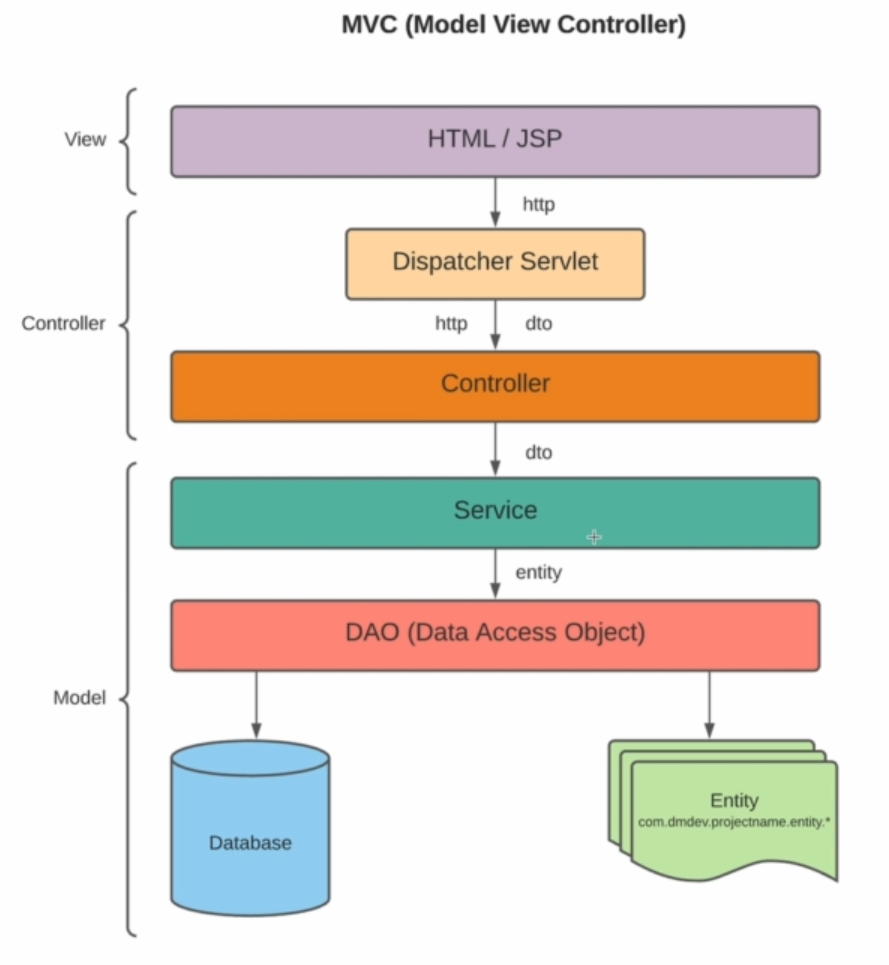 MVC (Model View Controller)
View
HTML / JSP
http
Dispatcher Servlet
Controller
http
dto
Controller
dto
Service
entity
DAO (Data Access Object)
Model
Database
Entity
com.dmdev.projectname.entity.*